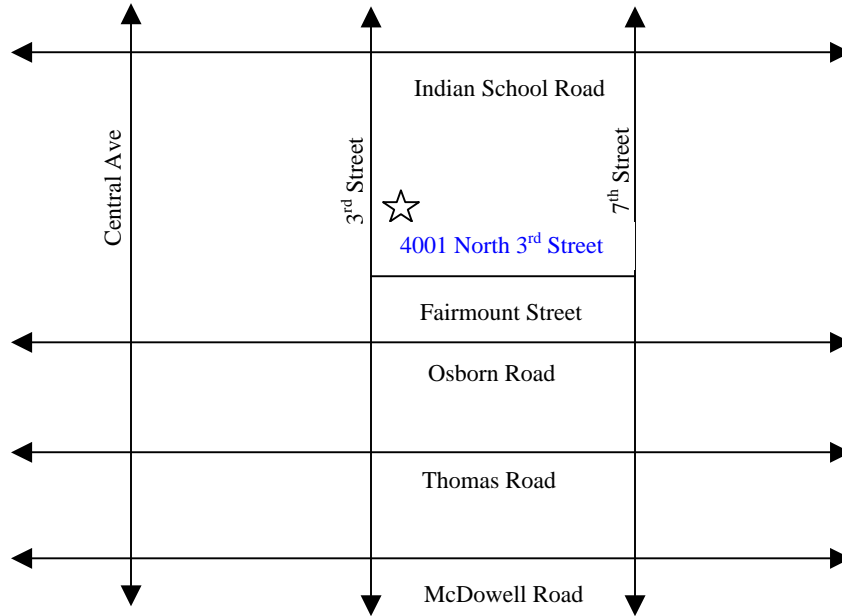 Indian School Road
Central Ave
3rd Street
7th Street
4001 North 3rd Street
Fairmount Street
Osborn Road
Thomas Road
McDowell Road